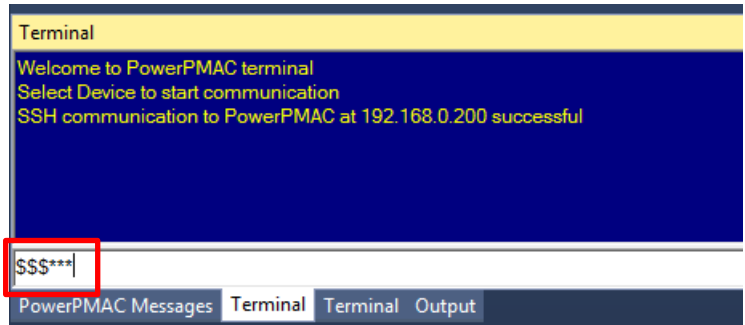 Terminal
Welcome to PowerPMAC terminal
Select Device to start communication
SSH communication to PowerPMAC at 192.168.0.200 successful
$$$***
PowerPMAC Messages Terminal Terminal Output